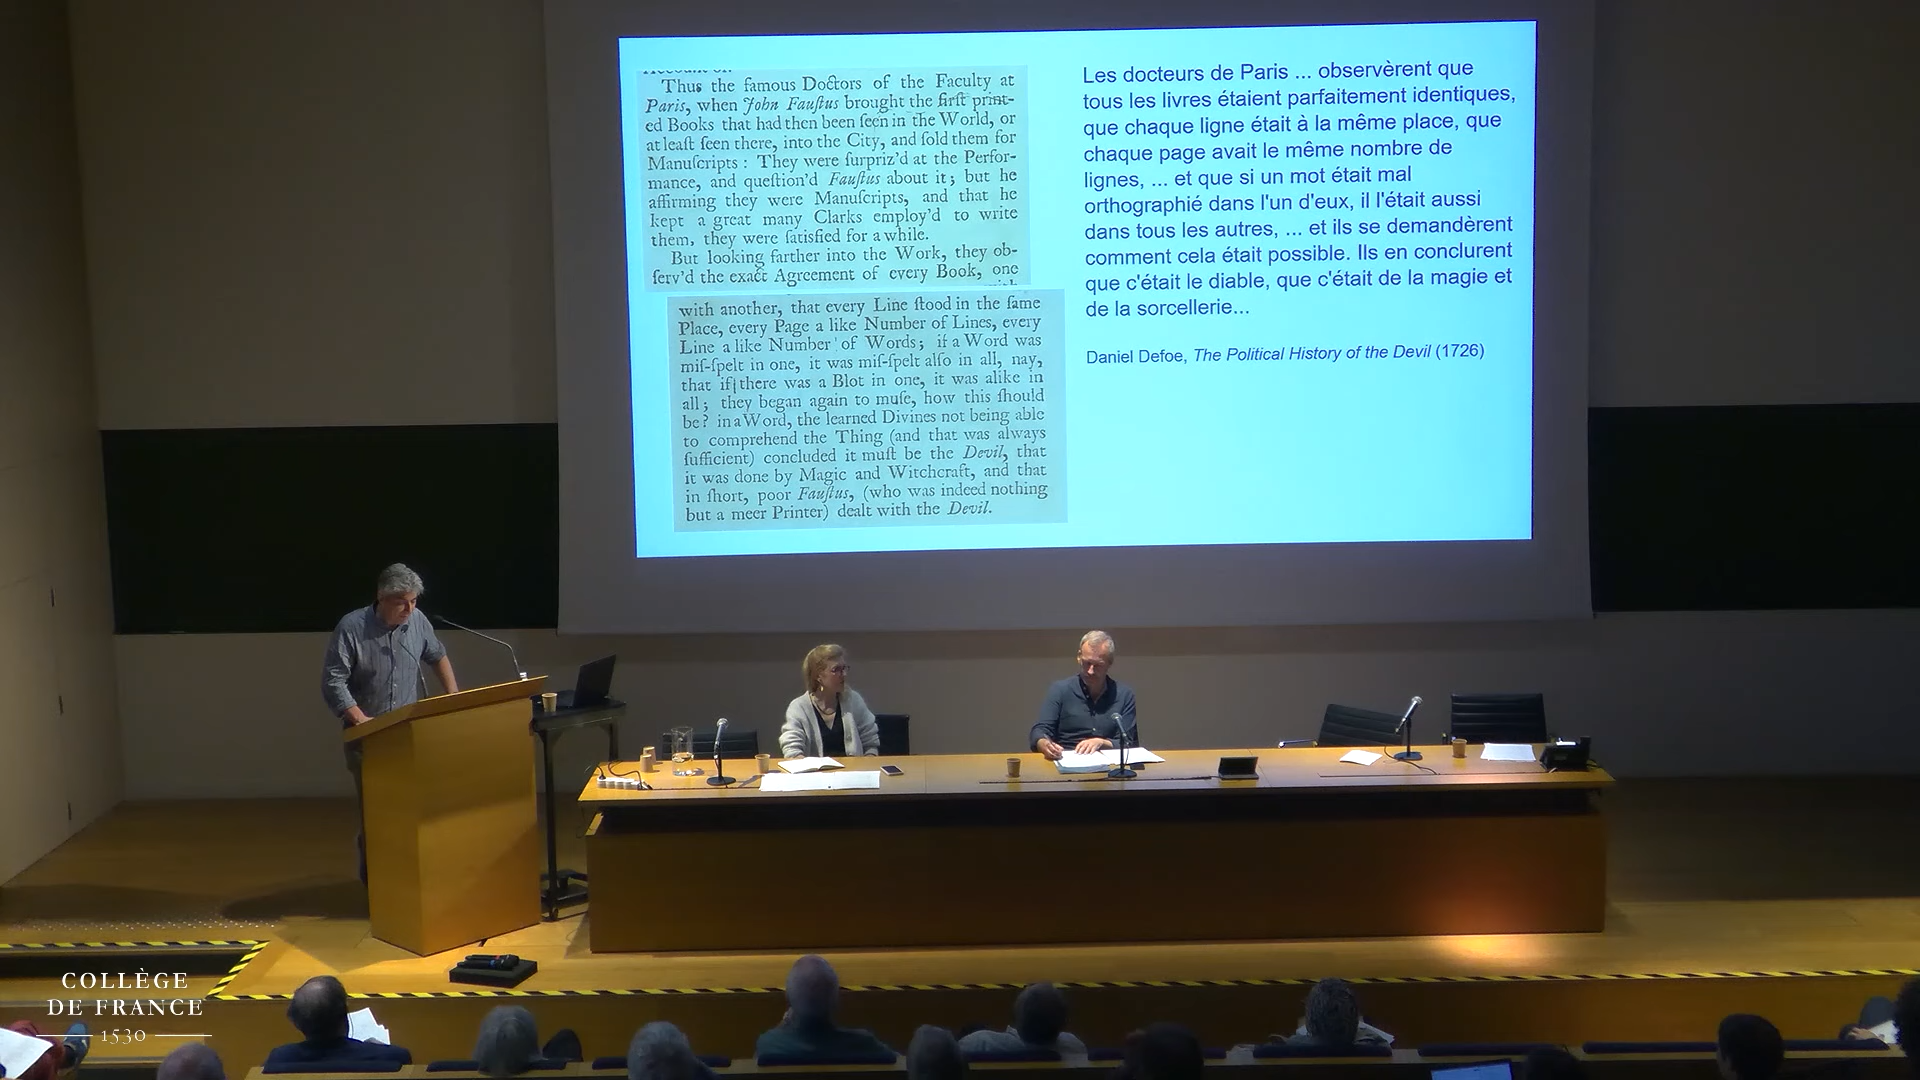 Thus the famous Doctors of the Faculty at
Paris, when John Fauſtus brought the firſt print-
ed Books that had then been ſeen in the World, or
at leaſt ſeen there, into the City, and ſold them for
Manuſcripts : They were ſurpriz'd at the Perfor-
mance, and queſtion'd Fauſtus about it ; but he
affirming they were Manuſcripts, and that he
kept a great many Clarks employ'd to write
them, they were ſatisfied for a while.
But looking farther into the Work, they ob-
ſerv'd the exact Agreement of every Book, one
with another, that every Line ſtood in the ſame
Place, every Page a like Number of Lines, every
Line a like Number of Words ; if a Word was
miſ-ſpelt in one, it was miſ-ſpelt alſo in all, nay,
that if there was a Blot in one, it was alike in
all ; they began again to muſe, how this ſhould
be? in a Word, the learned Divines not being able
to comprehend the Thing (and that was always
ſufficient) concluded it muſt be the Devil, that
it was done by Magic and Witchcraft, and that
in ſhort, poor Fauſtus, (who was indeed nothing
but a meer Printer) dealt with the Devil.
Les docteurs de Paris ... observèrent que
tous les livres étaient parfaitement identiques,
que chaque ligne était à la même place, que
chaque page avait le même nombre de
lignes, ... et que si un mot était mal
orthographié dans l'un d'eux, il l'était aussi
dans tous les autres, ... et ils se demandèrent
comment cela était possible. Ils en conclurent
que c'était le diable, que c'était de la magie et
de la sorcellerie...
Daniel Defoe, The Political History of the Devil (1726)
COLLÈGE
DE FRANCE
1530